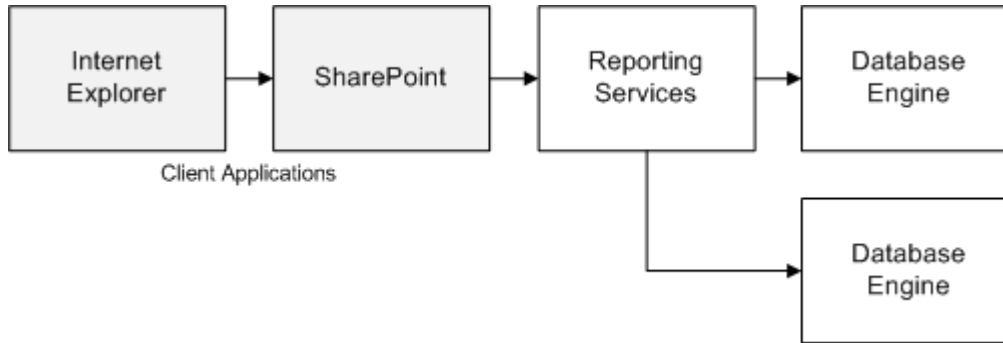 Internet
Explorer
SharePoint
Reporting
Services
Database
Engine
Client Applications
Database
Engine